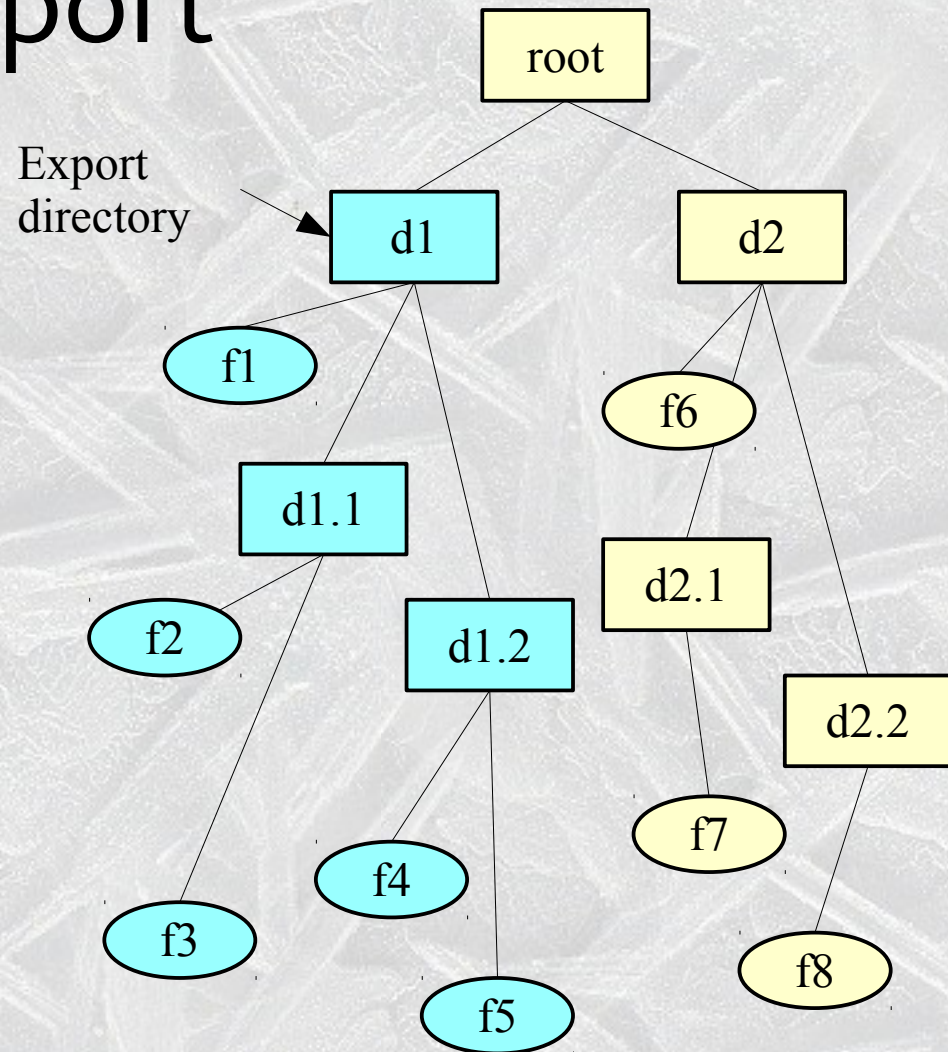 port
root
Export
directory
d1
d2
f1
f6
d1.1
d2.1
f2
d1.2
d2.2
f7
f4
f3
f8
f5